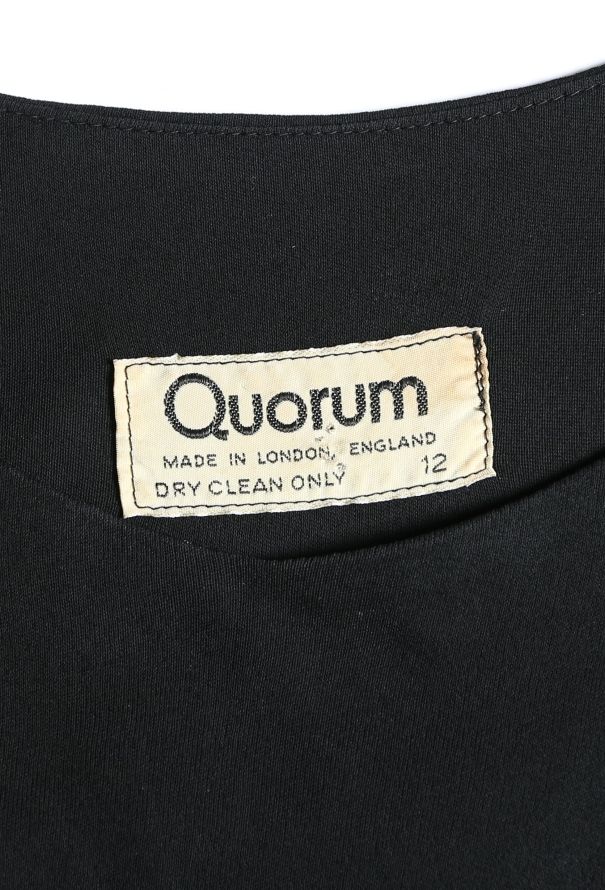 Quorum
MADE IN LONDON, ENGLAND
DRY CLEAN ONLY 12